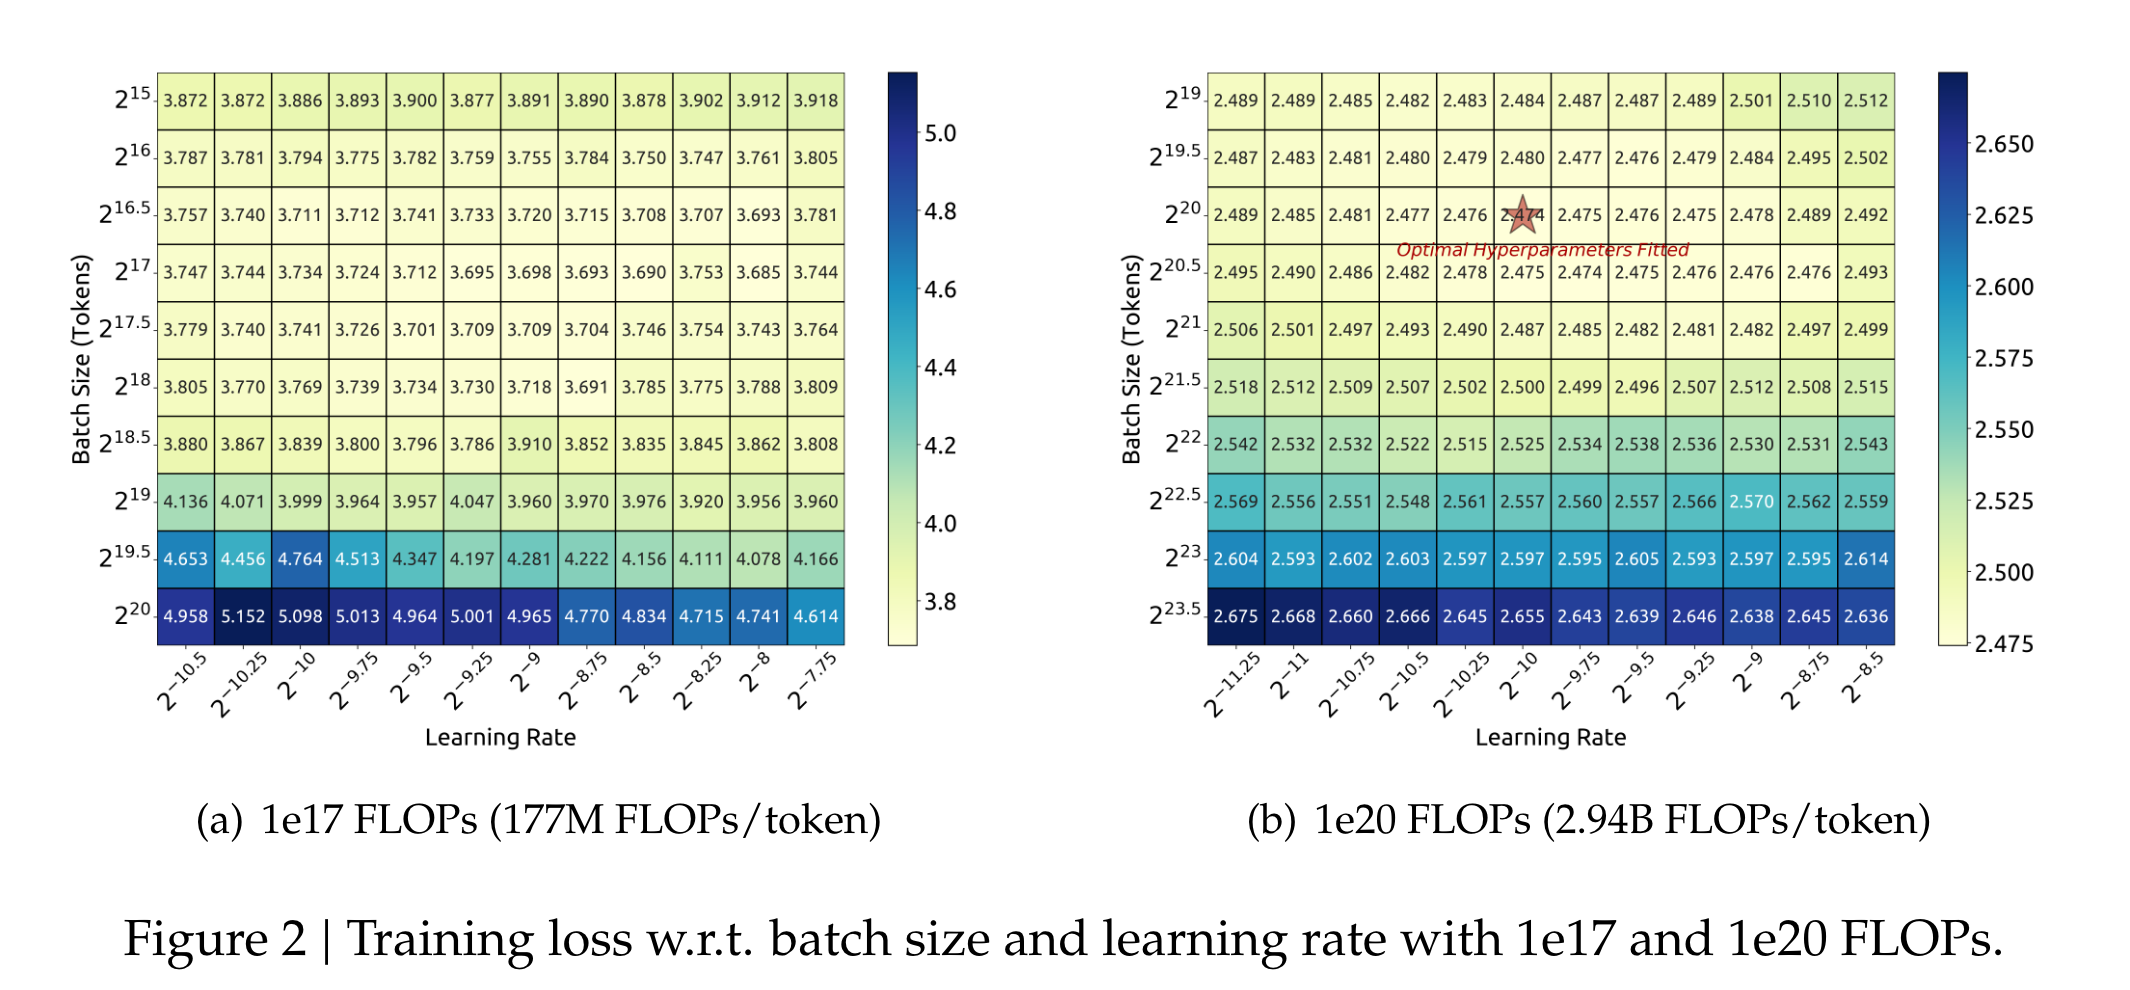 2^15 3.872 3.872 3.886 3.893 3.900 3.877 3.891 3.890 3.878 3.902 3.912 3.918
2^16 3.787 3.781 3.794 3.775 3.782 3.759 3.755 3.784 3.750 3.747 3.761 3.805
2^16.5 3.757 3.740 3.711 3.712 3.741 3.733 3.720 3.715 3.708 3.707 3.693 3.781
2^17 3.747 3.744 3.734 3.724 3.712 3.695 3.698 3.693 3.690 3.753 3.685 3.744
2^17.5 3.779 3.740 3.741 3.726 3.701 3.709 3.709 3.704 3.746 3.754 3.743 3.764
2^18 3.805 3.770 3.769 3.739 3.734 3.730 3.718 3.691 3.785 3.775 3.788 3.809
2^18.5 3.880 3.867 3.839 3.800 3.796 3.786 3.910 3.852 3.835 3.845 3.862 3.808
2^19 4.136 4.071 3.999 3.964 3.957 4.047 3.960 3.970 3.976 3.920 3.956 3.960
2^19.5 4.653 4.456 4.764 4.513 4.347 4.197 4.281 4.222 4.156 4.111 4.078 4.166
2^20 4.958 5.152 5.098 5.013 4.964 5.001 4.965 4.770 4.834 4.715 4.741 4.614
2^−10.5 2^−10.25 2^−10 2^−9.75 2^−9.5 2^−9.25 2^−9 2^−8.75 2^−8.5 2^−8.25 2^−8 2^−7.75
Learning Rate
Batch Size (Tokens)
5.0
4.8
4.6
4.4
4.2
4.0
3.8
(a) 1e17 FLOPs (177M FLOPs/token)
2^19 2.489 2.489 2.485 2.482 2.483 2.484 2.487 2.487 2.489 2.501 2.510 2.512
2^19.5 2.487 2.483 2.481 2.480 2.479 2.480 2.477 2.476 2.479 2.484 2.495 2.502
2^20 2.489 2.485 2.481 2.477 2.476 2.474 2.475 2.476 2.475 2.478 2.489 2.492
Optimal Hyperparameters Fitted
2^20.5 2.495 2.490 2.486 2.482 2.478 2.475 2.474 2.475 2.476 2.476 2.476 2.493
2^21 2.506 2.501 2.497 2.493 2.490 2.487 2.485 2.482 2.481 2.482 2.497 2.499
2^21.5 2.518 2.512 2.509 2.507 2.502 2.500 2.499 2.496 2.507 2.512 2.508 2.515
2^22 2.542 2.532 2.532 2.522 2.515 2.525 2.534 2.538 2.536 2.530 2.531 2.543
2^22.5 2.569 2.556 2.551 2.548 2.561 2.557 2.560 2.557 2.566 2.570 2.562 2.559
2^23 2.604 2.593 2.602 2.603 2.597 2.597 2.595 2.605 2.593 2.597 2.595 2.614
2^23.5 2.675 2.668 2.660 2.666 2.645 2.655 2.643 2.639 2.646 2.638 2.645 2.636
2^−11.25 2^−11 2^−10.75 2^−10.5 2^−10.25 2^−10 2^−9.75 2^−9.5 2^−9.25 2^−9 2^−8.75 2^−8.5
Learning Rate
Batch Size (Tokens)
2.650
2.625
2.600
2.575
2.550
2.525
2.500
2.475
(b) 1e20 FLOPs (2.94B FLOPs/token)
Figure 2 | Training loss w.r.t. batch size and learning rate with 1e17 and 1e20 FLOPs.